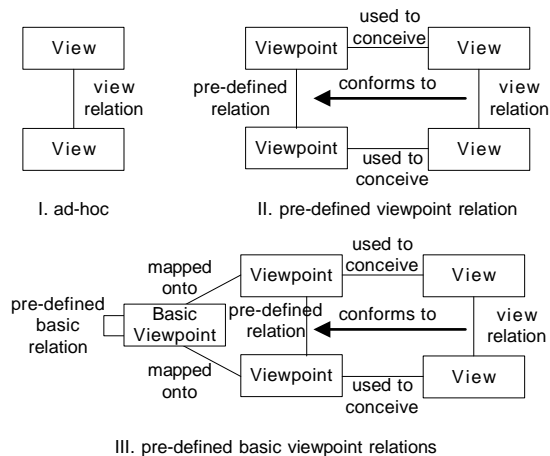 View
view
relation
View
I. ad-hoc
Viewpoint
used to
conceive
View
pre-defined
relation
conforms to
view
relation
Viewpoint
used to
conceive
View
II. pre-defined viewpoint relation
mapped
onto
Viewpoint
used to
conceive
View
pre-defined
basic
relation
Basic
Viewpoint
pre-defined
relation
conforms to
view
relation
mapped
onto
Viewpoint
used to
conceive
View
III. pre-defined basic viewpoint relations